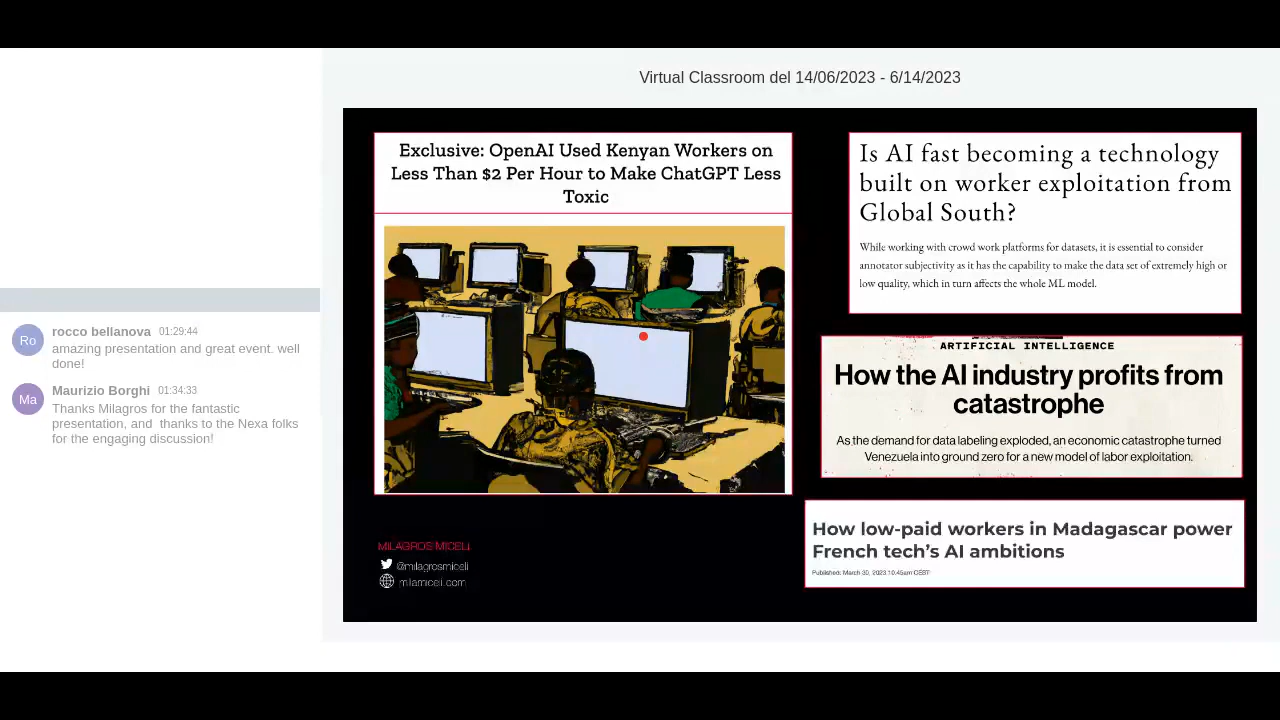 Virtual Classroom del 14/06/2023 - 6/14/2023
Ro
rocco bellanova 01:29:44
amazing presentation and great event. well
done!
Ma
Maurizio Borghi 01:34:33
Thanks Milagros for the fantastic
presentation, and thanks to the Nexa folks
for the engaging discussion!
Exclusive: OpenAI Used Kenyan Workers on
Less Than $2 Per Hour to Make ChatGPT Less
Toxic
MILAGROS MICELI
@milagrosmiceli
milamiceli.com
Is AI fast becoming a technology
built on worker exploitation from
Global South?
While working with crowd work platforms for datasets, it is essential to consider
annotator subjectivity as it has the capability to make the data set of extremely high or
low quality, which in turn affects the whole ML model.
ARTIFICIAL INTELLIGENCE
How the AI industry profits from
catastrophe
As the demand for data labeling exploded, an economic catastrophe turned
Venezuela into ground zero for a new model of labor exploitation.
How low-paid workers in Madagascar power
French tech's AI ambitions
Published: March 30, 2023 10.45am CEST